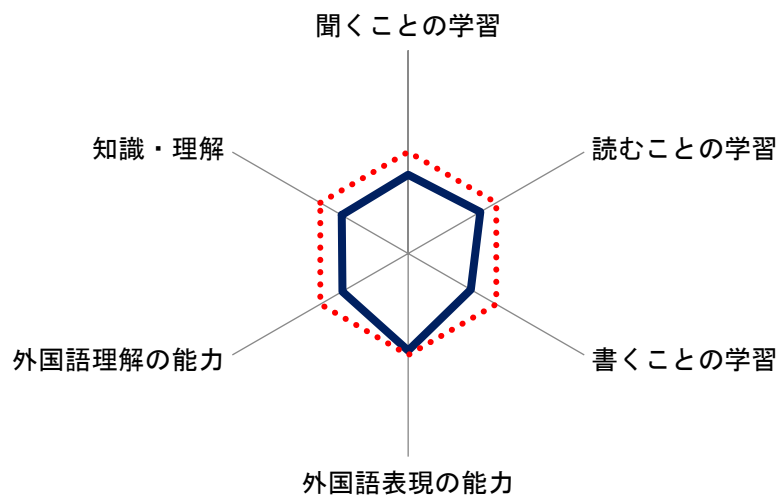 聞くことの学習
知識・理解
読むことの学習
外国語理解の能力
書くことの学習
外国語表現の能力